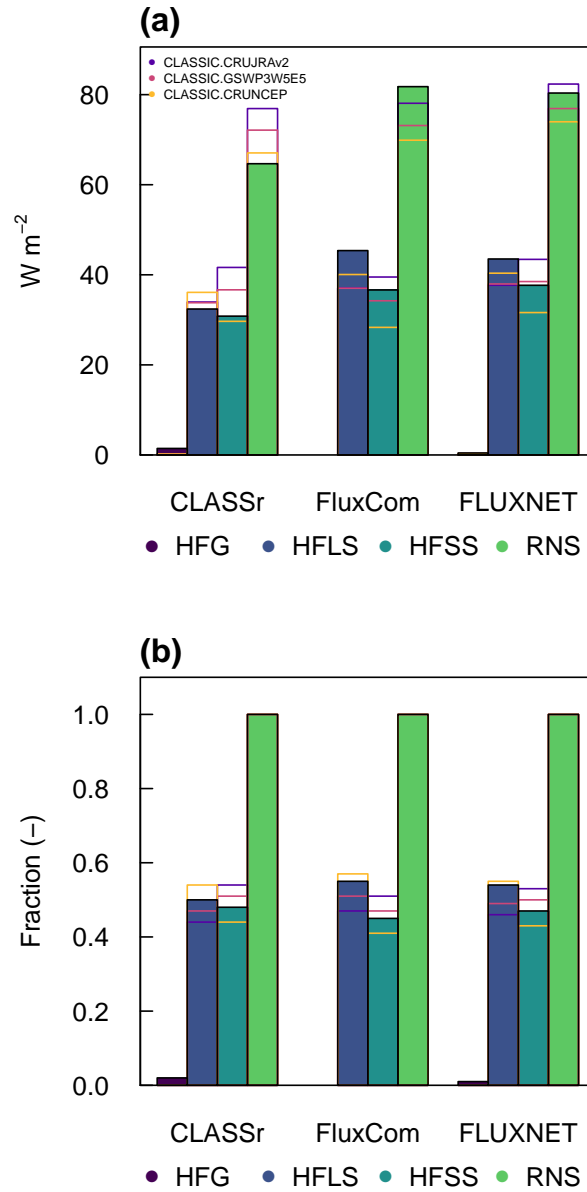 (a)
CLASSIC.CRUJRAv2
CLASSIC.GSWP3W5E5
CLASSIC.CRUNCEP
W m−2
80
60
40
20
0
CLASSr FluxCom FLUXNET
HFG HFLS HFSS RNS
(b)
Fraction (−)
1.0
0.8
0.6
0.4
0.2
0.0
CLASSr FluxCom FLUXNET
HFG HFLS HFSS RNS